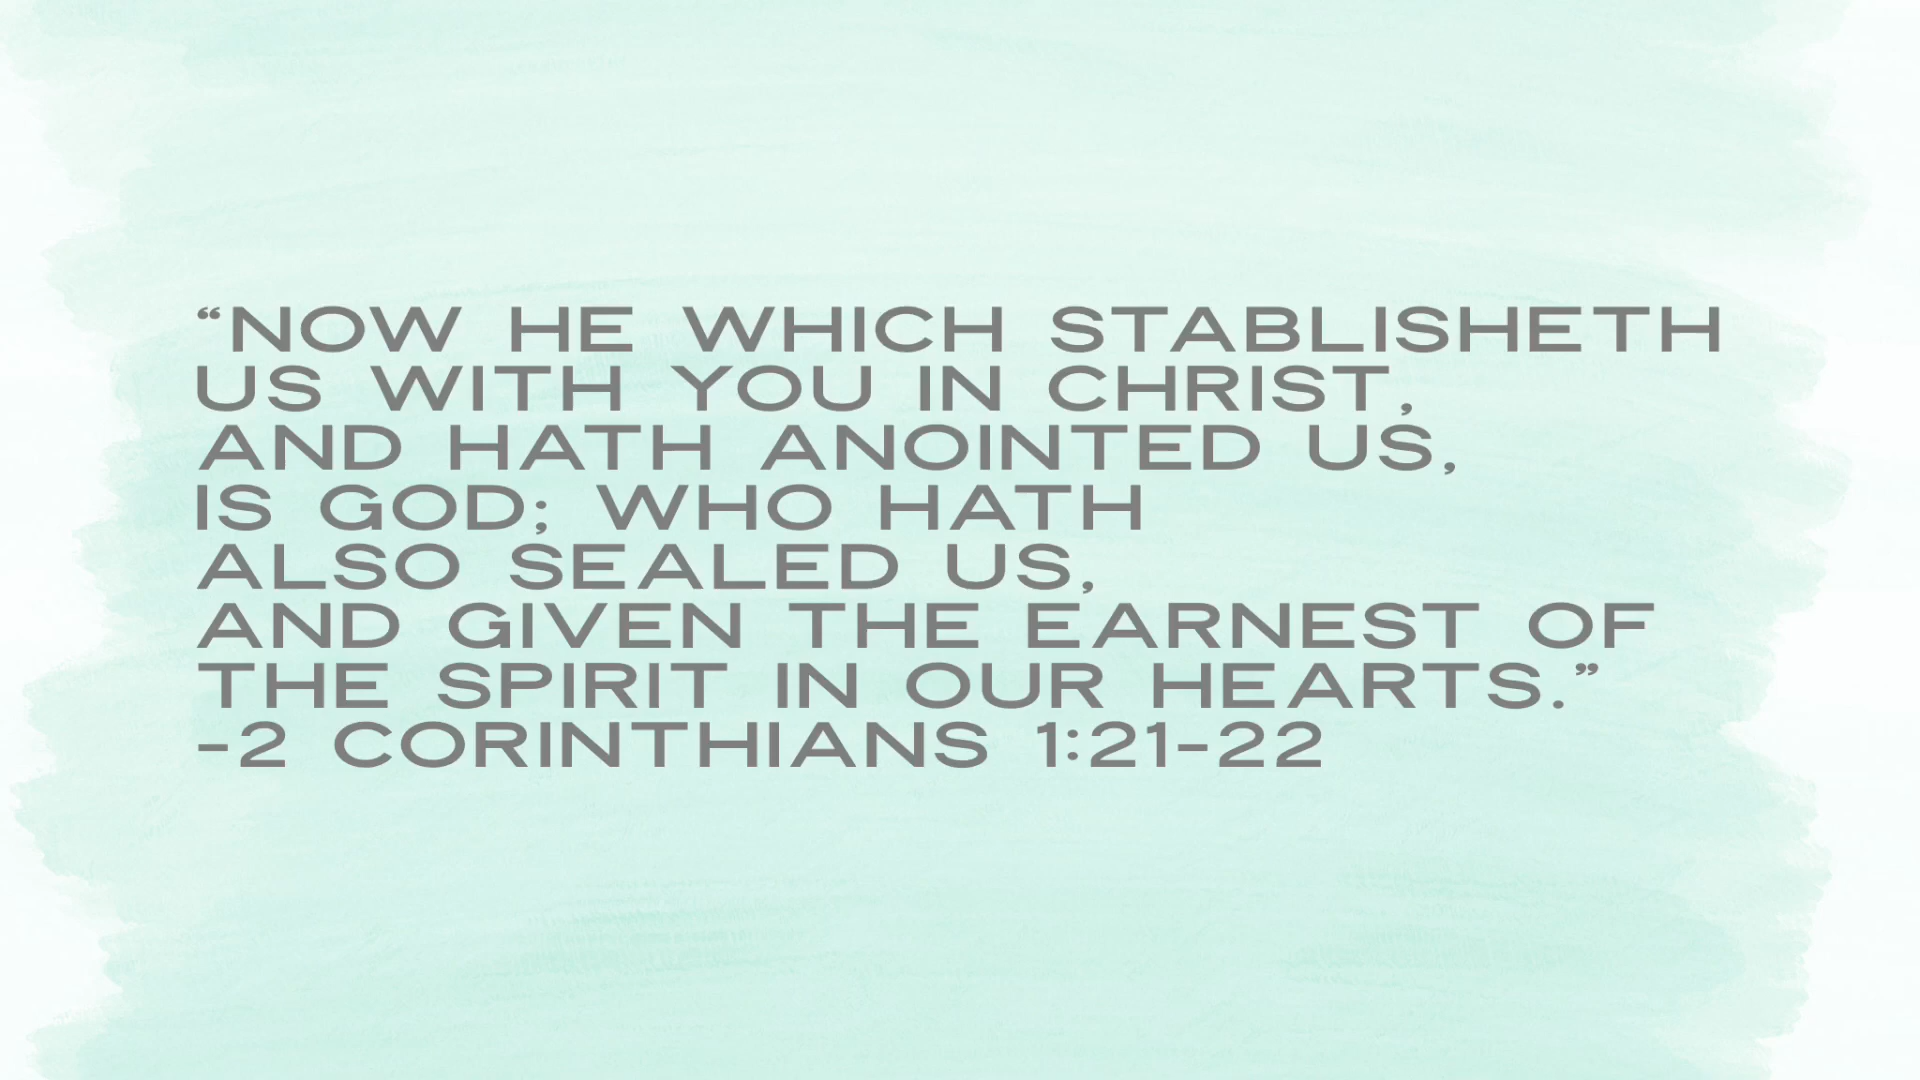 “NOW HE WHICH STABLISHETH
US WITH YOU IN CHRIST,
AND HATH ANOINTED US,
IS GOD; WHO HATH
ALSO SEALED US,
AND GIVEN THE EARNEST OF
THE SPIRIT IN OUR HEARTS.”
-2 CORINTHIANS 1:21-22